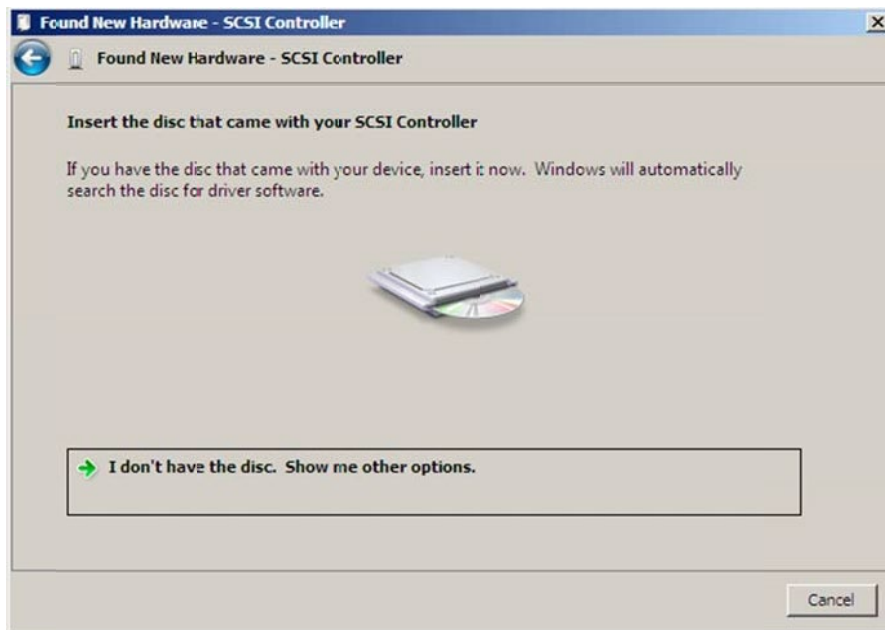 Found New Hardware - SCSI Controller
Found New Hardware - SCSI Controller
Insert the disc that came with your SCSI Controller
If you have the disc that came with your device, insert it now.  Windows will automatically
search the disc for driver software.
I don't have the disc.  Show me other options.
Cancel